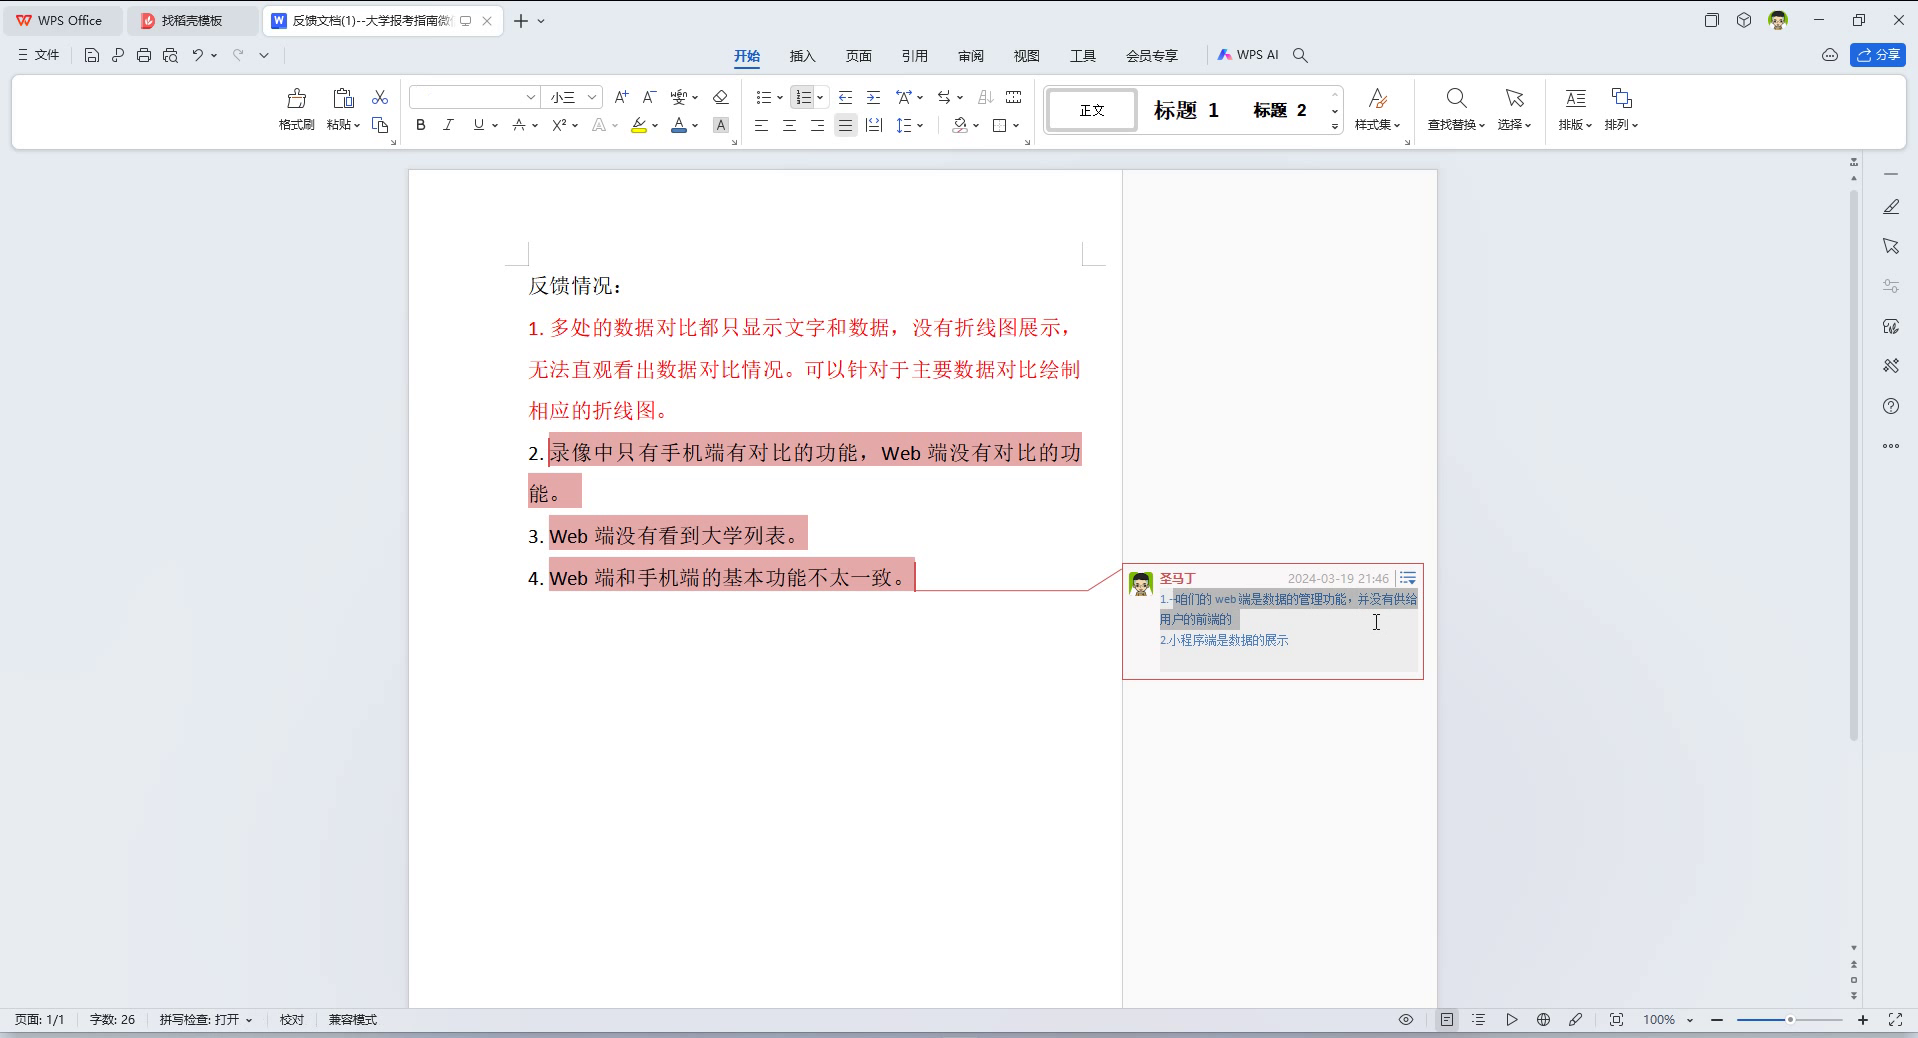 WPS Office
找稻壳模板
反馈文档(1)--大学报考指南微
文件
开始
插入
页面
引用
审阅
视图
工具
会员专享
WPS AI
分享
格式刷
粘贴
小三
正文
标题 1
标题 2
样式集
查找替换
选择
排版
排列
反馈情况：
1. 多处的数据对比都只显示文字和数据，没有折线图展示，
无法直观看出数据对比情况。可以针对于主要数据对比绘制
相应的折线图。
2. 录像中只有手机端有对比的功能，Web 端没有对比的功
能。
3. Web 端没有看到大学列表。
4. Web 端和手机端的基本功能不太一致。
圣马丁
2024-03-19 21:46
1.--咱们的 web 端是数据的管理功能，并没有供给
用户的前端的
2.小程序端是数据的展示
页面: 1/1
字数: 26
拼写检查: 打开
校对
兼容模式
100%